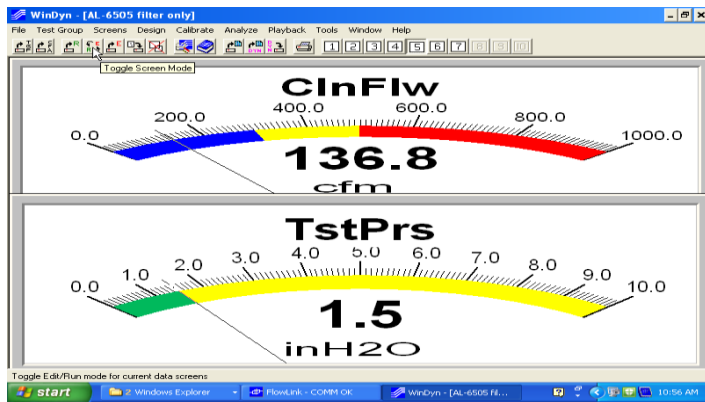 WinDyn - [AL-6505 filter only]
File Test Group Screens Design Calibrate Analyze Playback Tools Window Help
1 2 3 4 5 6 7 8 9 10
Toggle Screen Mode
ClnFlw
0.0 200.0 400.0 600.0 800.0 1000.0
136.8
cfm
TstPrs
0.0 1.0 2.0 3.0 4.0 5.0 6.0 7.0 8.0 9.0 10.0
1.5
inH2O
Toggle Edit/Run mode for current data screens
start 2 Windows Explorer FlowLink - COMM OK WinDyn - [AL-6505 fil... 10:56 AM